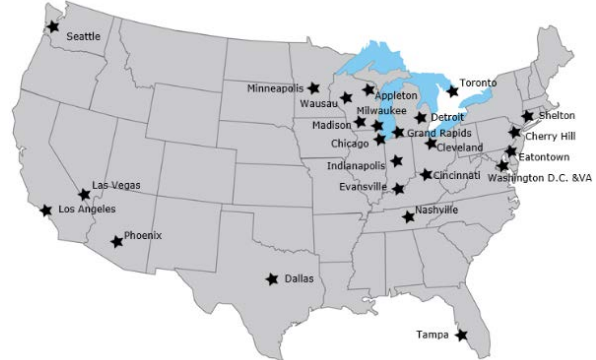 Seattle
Toronto
Minneapolis
Appleton
Wausau
Milwaukee
Shelton
Detroit
Madison
Grand Rapids
Cherry Hill
Chicago
Cleveland
Eatontown
Indianapolis
Cincinnati
Washington D.C. &VA
Evansville
Las Vegas
Los Angeles
Nashville
Phoenix
Dallas
Tampa